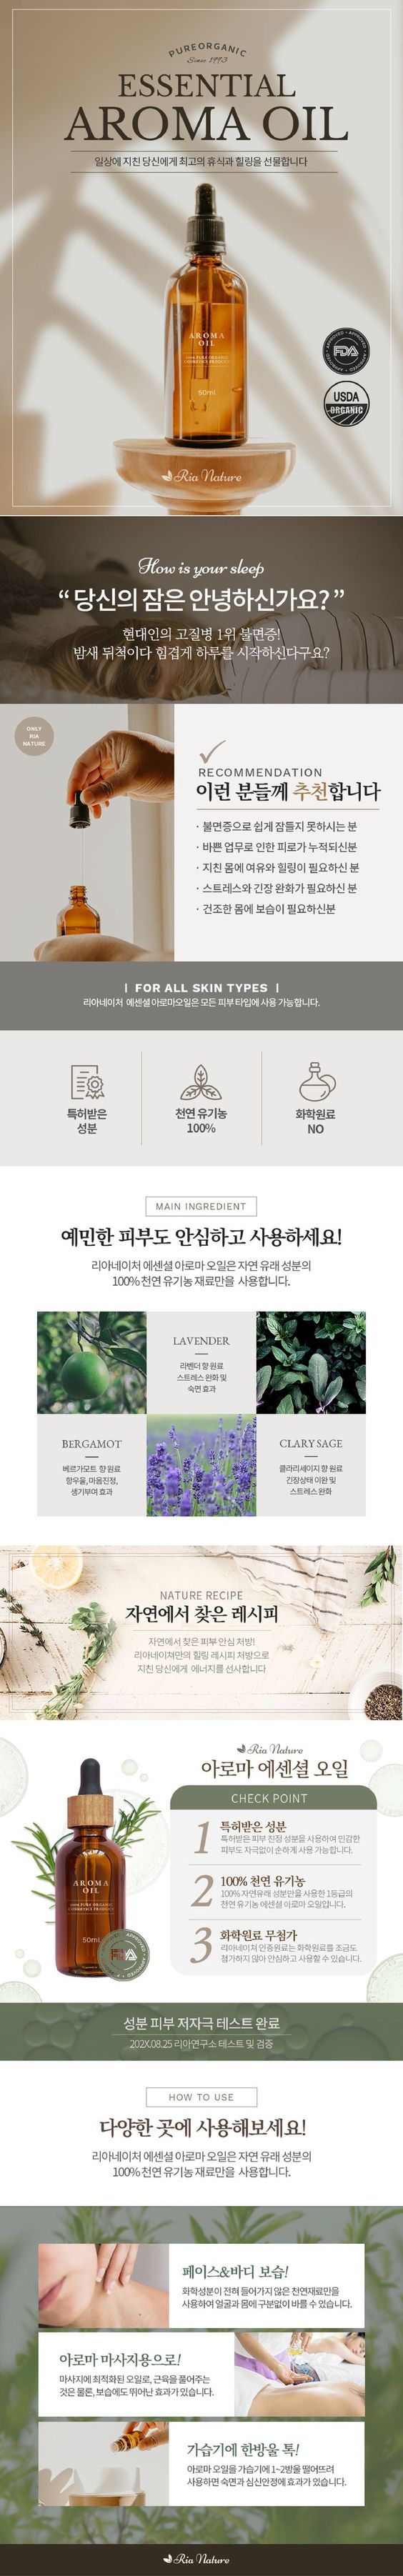 PUREORGANIC
Since 1993
ESSENTIAL
AROMA OIL
일상에 지친 당신에게 최고의 휴식과 힐링을 선물합니다
AROMA
OIL
100% PURE ORGANIC
COSMETICS PRODUCT
50ml
APPROVED
FDA
APPROVED
USDA
ORGANIC
Ria Nature
How is your sleep
“ 당신의 잠은 안녕하신가요? ”
현대인의 고질병 1위 불면증!
밤새 뒤척이다 힘겹게 하루를 시작하신다구요?
ONLY
RIA
NATURE
RECOMMENDATION
이런 분들께 추천합니다
· 불면증으로 쉽게 잠들지 못하시는 분
· 바쁜 업무로 인한 피로가 누적되신분
· 지친 몸에 여유와 힐링이 필요하신 분
· 스트레스와 긴장 완화가 필요하신 분
· 건조한 몸에 보습이 필요하신분
FOR ALL SKIN TYPES
리아네이처 에센셜 아로마오일은 모든 피부 타입에 사용 가능합니다.
특허받은
성분
천연 유기농
100%
화학원료
NO
MAIN INGREDIENT
예민한 피부도 안심하고 사용하세요!
리아네이처 에센셜 아로마 오일은 자연 유래 성분의
100% 천연 유기농 재료만을 사용합니다.
LAVENDER
라벤더 향 원료
스트레스 완화 및
숙면 효과
BERGAMOT
베르가모트 향 원료
항우울, 마음진정,
생기부여 효과
CLARY SAGE
클라리세이지 향 원료
긴장상태 이완 및
스트레스 완화
NATURE RECIPE
자연에서 찾은 레시피
자연에서 찾은 피부 안심 처방!
리아네이쳐만의 힐링 레시피 처방으로
지친 당신에게 에너지를 선사합니다
Ria Nature
아로마 에센셜 오일
CHECK POINT
1
특허받은 성분
특허받은 피부 진정 성분을 사용하여 민감한
피부도 자극없이 순하게 사용 가능합니다.
2
100% 천연 유기농
100% 자연유래 성분만을 사용한 1등급의
천연 유기농 에센셜 아로마 오일입니다.
3
화학원료 무첨가
리아네이처 인증원료는 화학원료를 조금도
첨가하지 않아 안심하고 사용할 수 있습니다.
AROMA
OIL
100% PURE ORGANIC
COSMETICS PRODUCT
50ml
APPROVED
FDA
성분 피부 저자극 테스트 완료
202X.08.25 리아연구소 테스트 및 검증
HOW TO USE
다양한 곳에 사용해보세요!
리아네이처 에센셜 아로마 오일은 자연 유래 성분의
100% 천연 유기농 재료만을 사용합니다.
페이스&바디 보습!
화학성분이 전혀 들어가지 않은 천연재료만을
사용하여 얼굴과 몸에 구분없이 바를 수 있습니다.
아로마 마사지용으로!
마사지에 최적화된 오일로, 근육을 풀어주는
것은 물론, 보습에도 뛰어난 효과가 있습니다.
가습기에 한방울 톡!
아로마 오일을 가습기에 1~2방울 떨어뜨려
사용하면 숙면과 심신안정에 효과가 있습니다.
Ria Nature